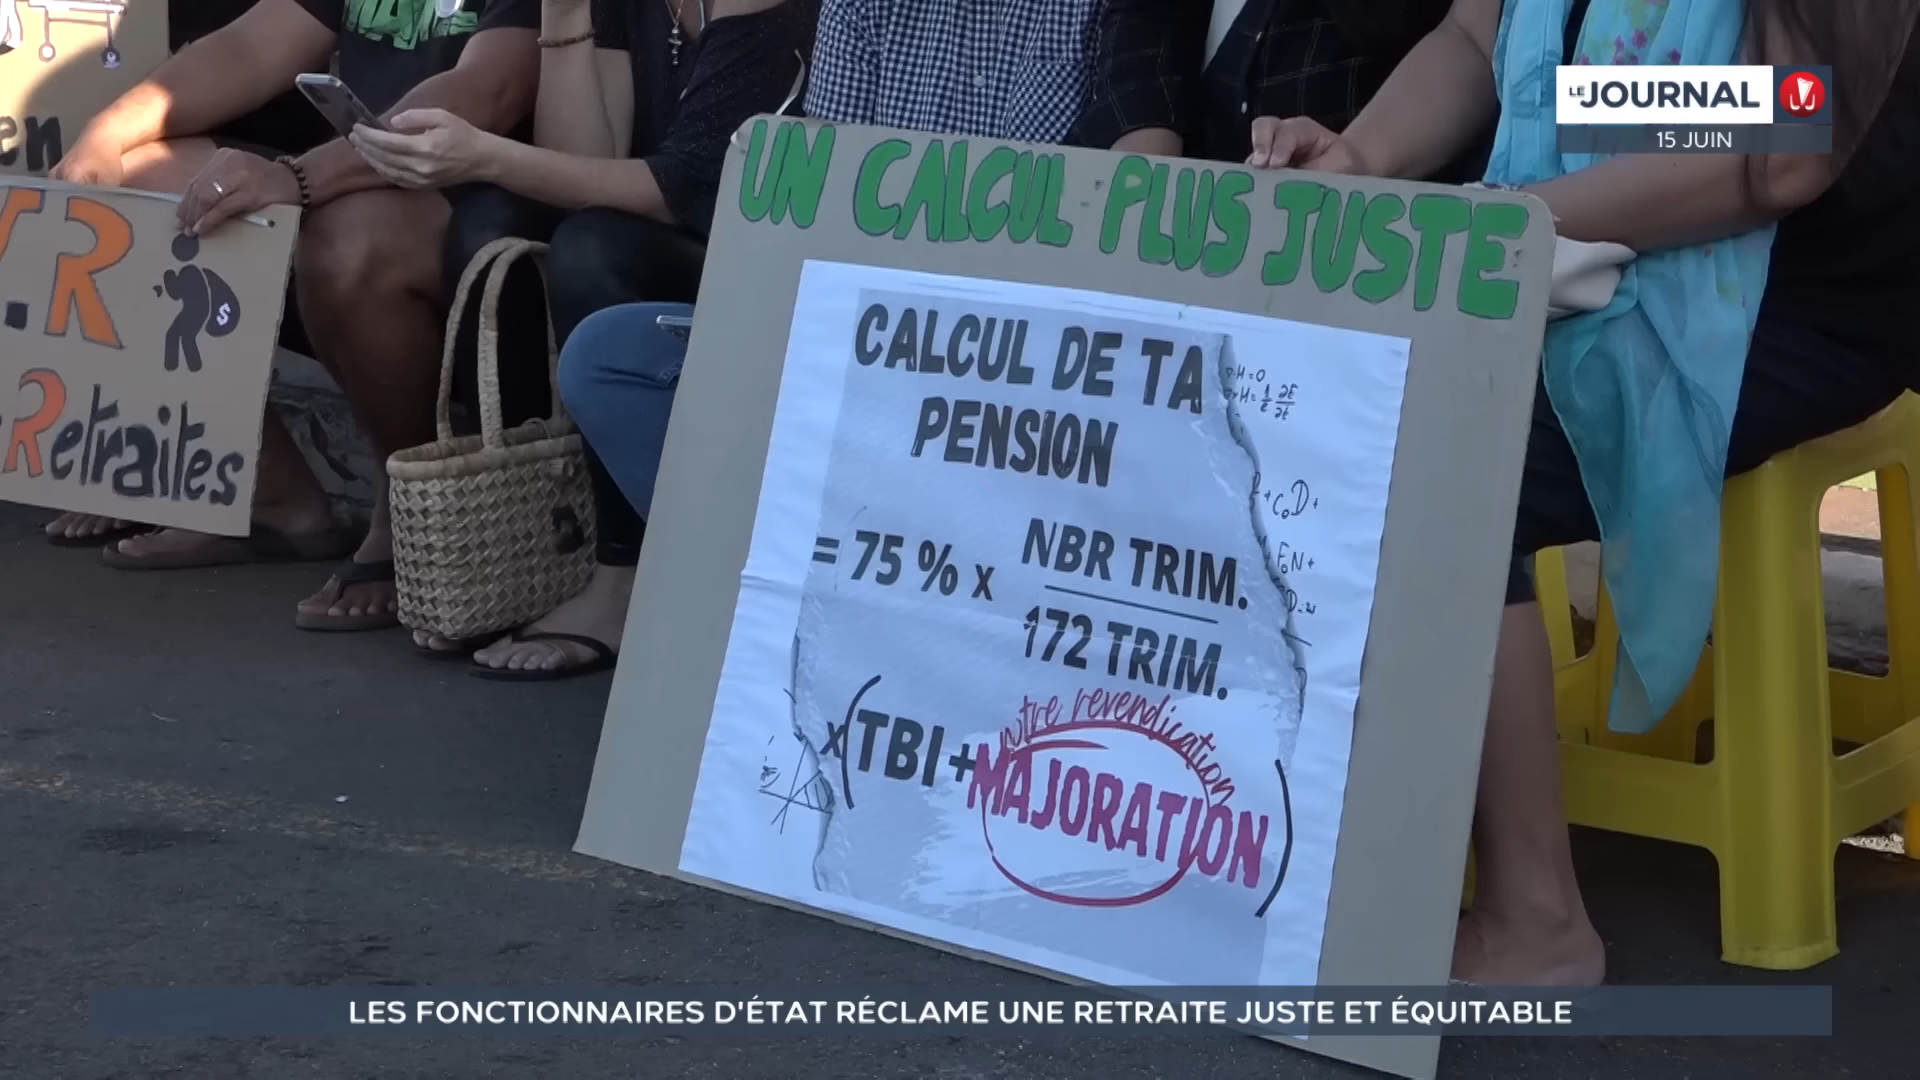 LE JOURNAL
15 JUIN
UN CALCUL PLUS JUSTE
CALCUL DE TA
PENSION
= 75 % x
NBR TRIM.
172 TRIM.
x (TBI + MAJORATION)
notre revendication
en
.R
Retraites
$
LES FONCTIONNAIRES D'ÉTAT RÉCLAME UNE RETRAITE JUSTE ET ÉQUITABLE